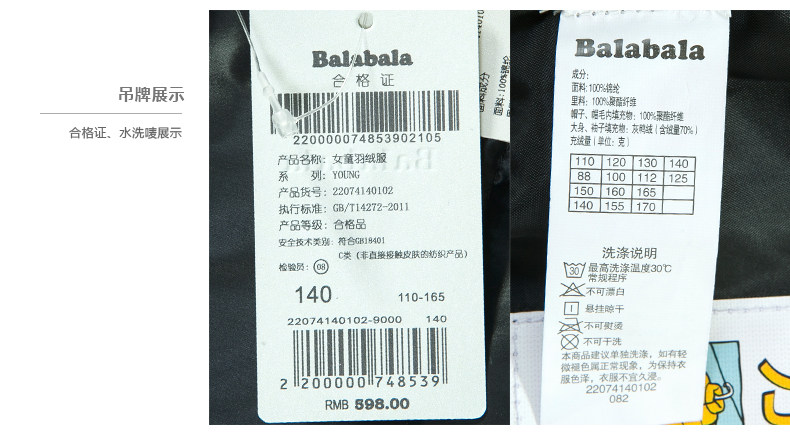 吊牌展示
合格证、水洗唛展示
Balabala
合格证
22000007485390210​5
产品名称: 女童羽绒服
系 列: YOUNG
产品货号: 22074140102
执行标准: GB/T14272-2011
产品等级: 合格品
安全技术类别: 符合GB18401
C类 (非直接接触皮肤的纺织产品)
检验员: 08
140 110-165
22074140102-9000 140
2 200000 748539
RMB 598.00
Balabala
成分:
面料: 100%锦纶
里料: 100%聚酯纤维
帽子、帽毛内填充物: 100%聚酯纤维
大身、袖子填充物: 灰鸭绒 (含绒量70%)
充绒量 (单位: 克)
110 120 130 140
88 100 112 125
150 160 165
140 155 170
洗涤说明
30 最高洗涤温度30℃
常规程序
不可漂白
悬挂晾干
不可熨烫
不可干洗
本商品建议单独洗涤, 如有轻
微褪色属正常现象, 为保持衣
服色泽, 衣服不宜久浸。
22074140102
082